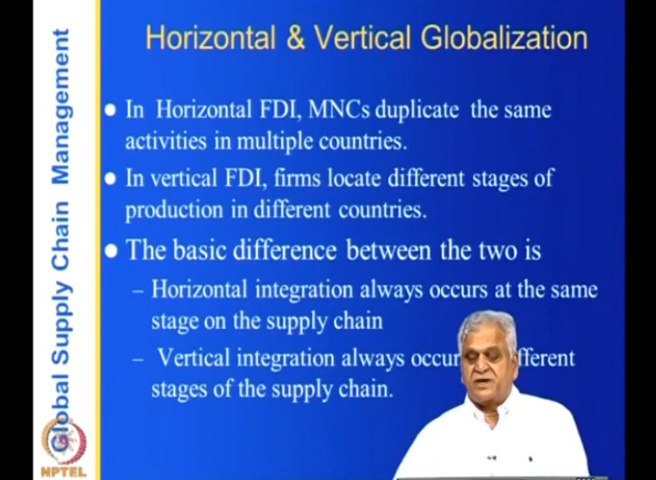 Horizontal & Vertical Globalization
In Horizontal FDI, MNCs duplicate the same
activities in multiple countries.
In vertical FDI, firms locate different stages of
production in different countries.
The basic difference between the two is
– Horizontal integration always occurs at the same
stage on the supply chain
– Vertical integration always occur fferent
stages of the supply chain.
Global Supply Chain Management
NPTEL